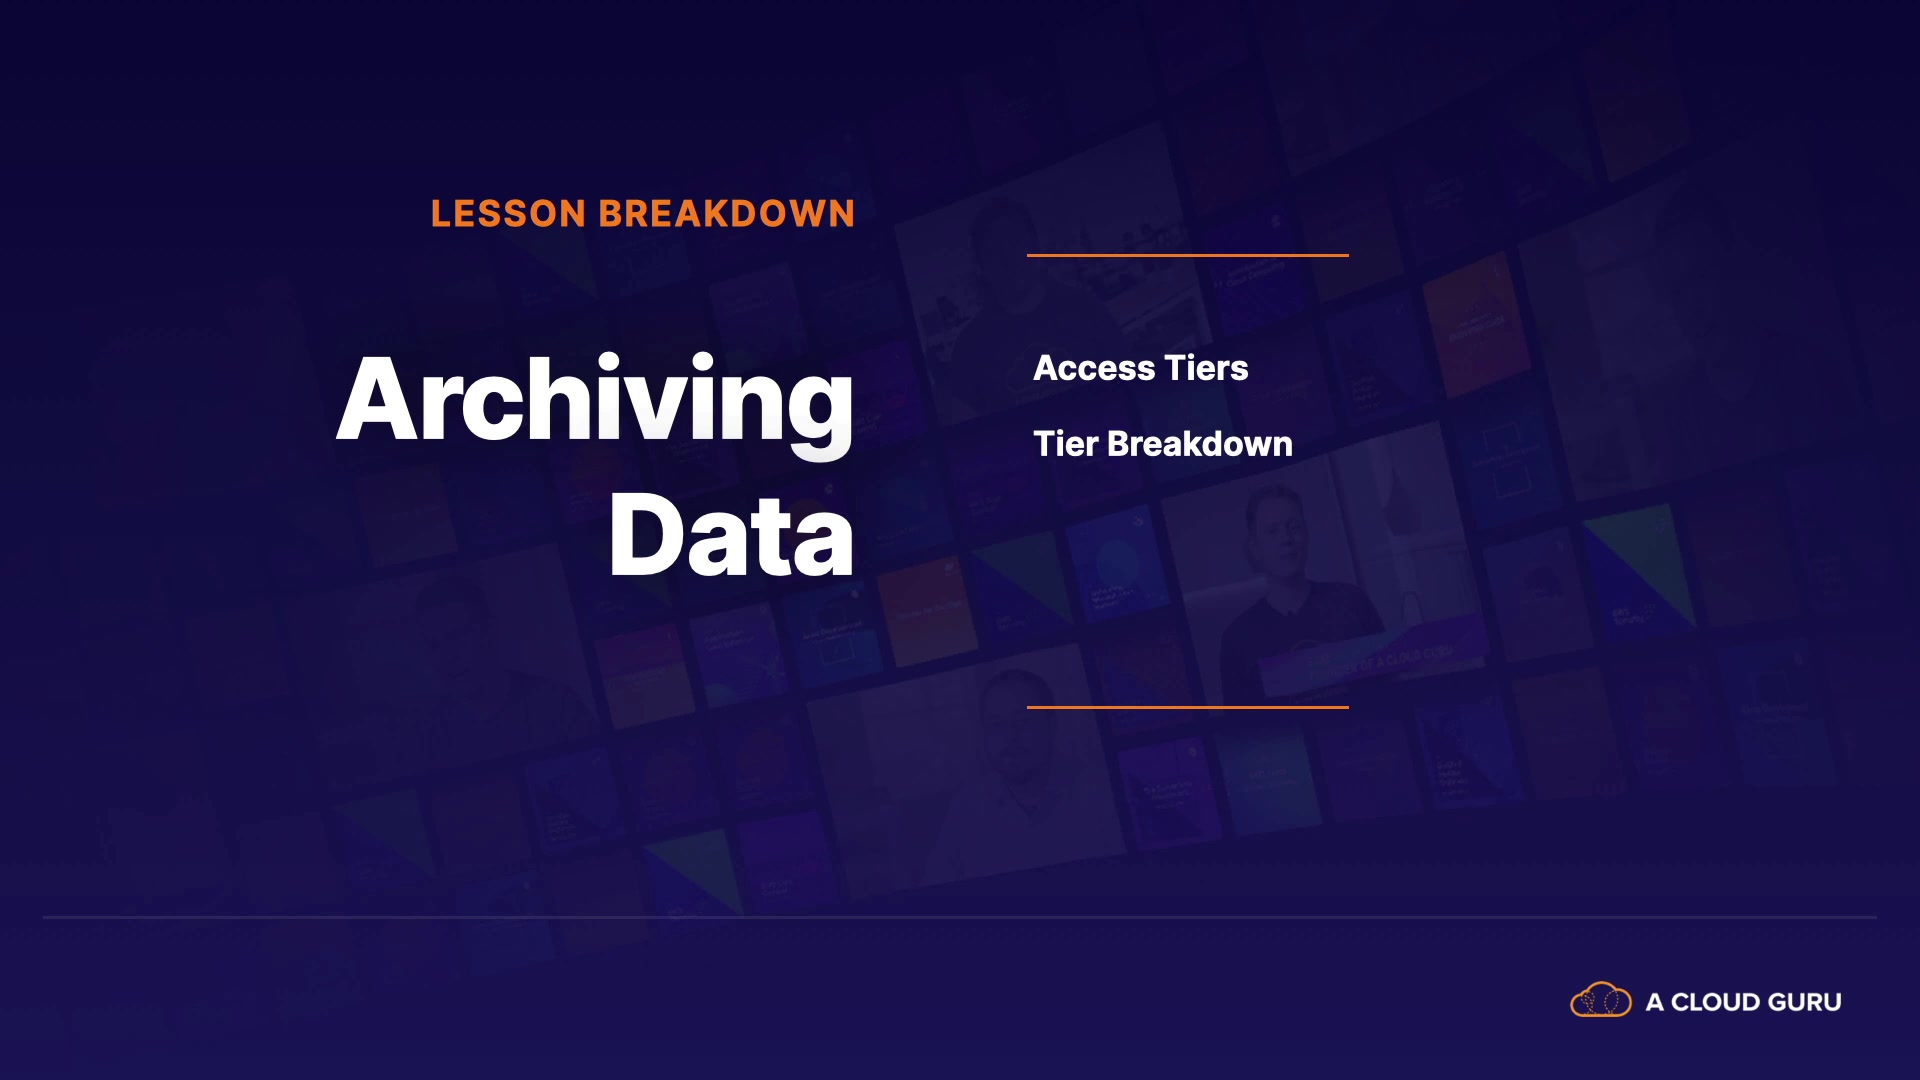 LESSON BREAKDOWN
Archiving
Data
Access Tiers
Tier Breakdown
A CLOUD GURU